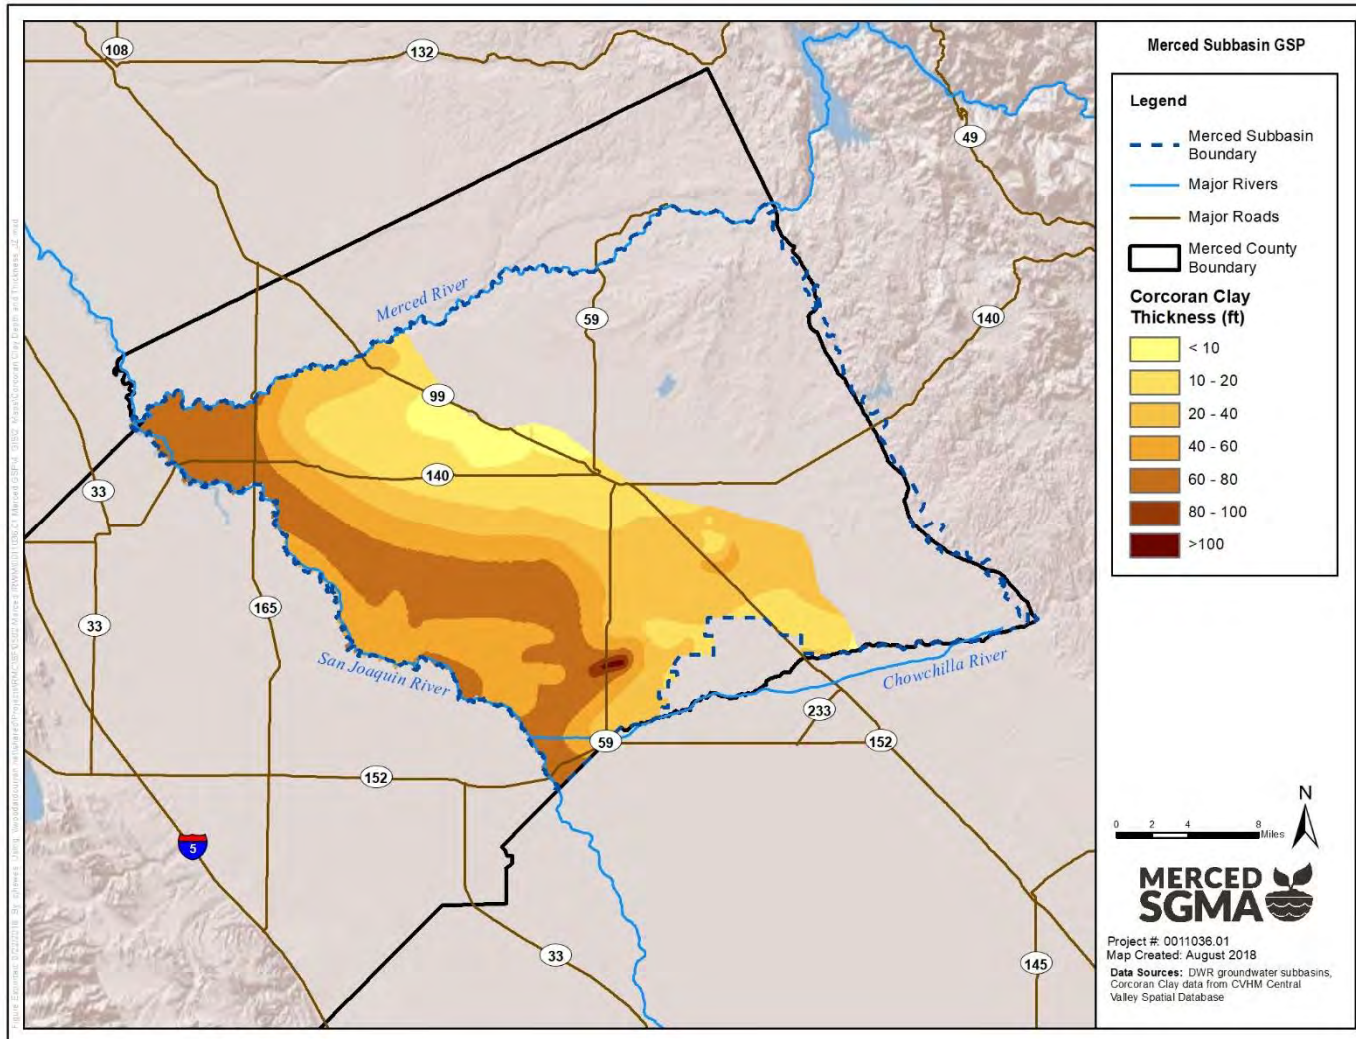 Merced Subbasin GSP
Legend
Merced Subbasin
Boundary
Major Rivers
Major Roads
Merced County
Boundary
Corcoran Clay
Thickness (ft)
< 10
10 - 20
20 - 40
40 - 60
60 - 80
80 - 100
>100
108
132
49
Merced River
59
140
99
140
33
165
33
San Joaquin River
Chowchilla River
233
59
152
152
5
33
145
N
0 2 4 8
Miles
MERCED
SGMA
Project #: 0011036.01
Map Created: August 2018
Data Sources: DWR groundwater subbasins,
Corcoran Clay data from CVHM Central
Valley Spatial Database